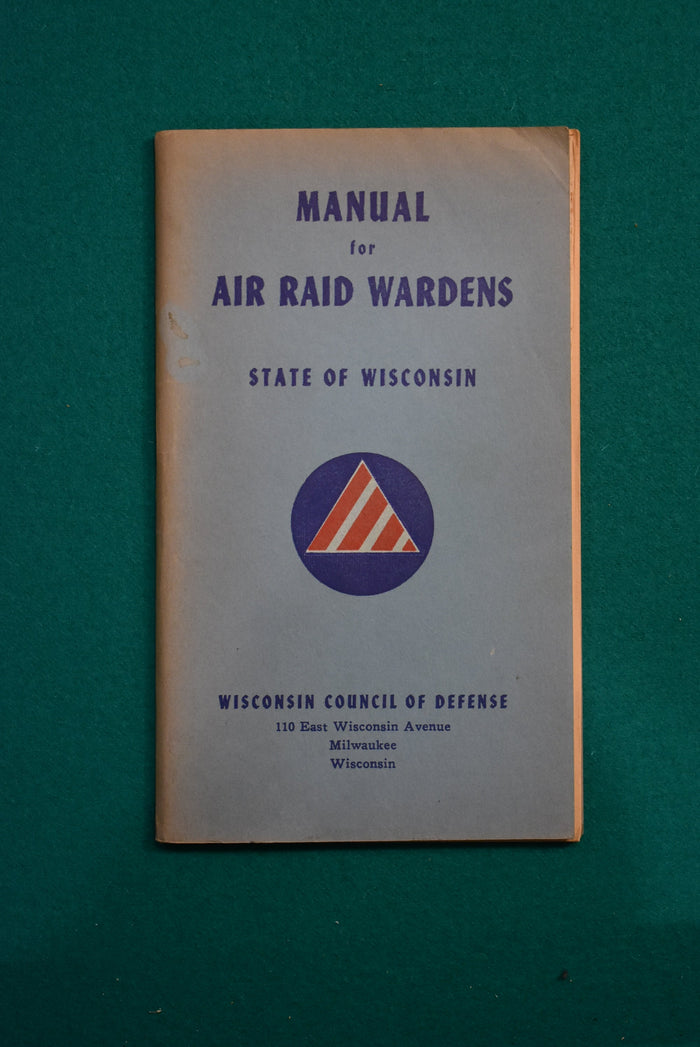 MANUAL
for
AIR RAID WARDENS
STATE OF WISCONSIN
WISCONSIN COUNCIL OF DEFENSE
110 East Wisconsin Avenue
Milwaukee
Wisconsin